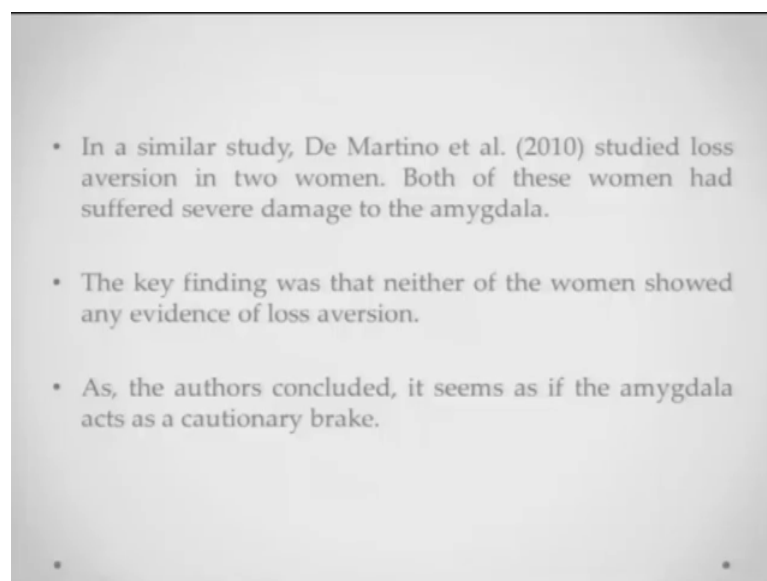 • In a similar study, De Martino et al. (2010) studied loss
aversion in two women. Both of these women had
suffered severe damage to the amygdala.
• The key finding was that neither of the women showed
any evidence of loss aversion.
• As, the authors concluded, it seems as if the amygdala
acts as a cautionary brake.